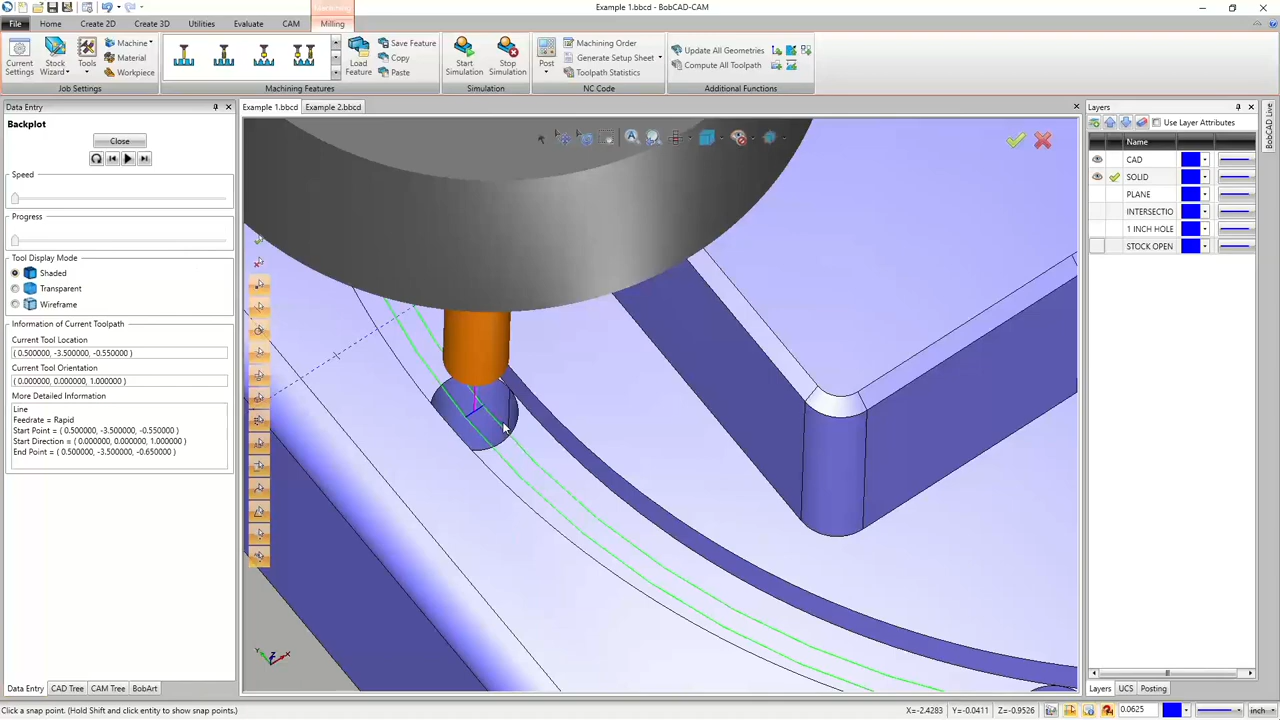 Example 1.bbcd - BobCAD-CAM
Machining
File Home Create 2D Create 3D Utilities Evaluate CAM Milling
Current Settings
Stock Wizard
Tools
Machine
Material
Workpiece
Job Settings
Machining Features
Load Feature
Save Feature
Copy
Paste
Start Simulation
Stop Simulation
Simulation
Post
Machining Order
Generate Setup Sheet
Toolpath Statistics
NC Code
Update All Geometries
Compute All Toolpath
Additional Functions
Data Entry
Backplot
Close
Speed
Progress
Tool Display Mode
Shaded
Transparent
Wireframe
Information of Current Toolpath
Current Tool Location
( 0.500000, -3.500000, -0.550000 )
Current Tool Orientation
( 0.000000, 0.000000, 1.000000 )
More Detailed Information
Line
Feedrate = Rapid
Start Point = ( 0.500000, -3.500000, -0.550000 )
Start Direction = ( 0.000000, 0.000000, 1.000000 )
End Point = ( 0.500000, -3.500000, -0.650000 )
Data Entry CAD Tree CAM Tree BobArt
Example 1.bbcd Example 2.bbcd
Y Z X
Layers
Use Layer Attributes
Name
CAD
SOLID
PLANE
INTERSECTIO
1 INCH HOLE
STOCK OPEN
BobCAD Live
Layers UCS Posting
Click a snap point. (Hold Shift and click entity to show snap points.)
X=-2.4283 Y=-0.0411 Z=-0.9526 0.0625 inch